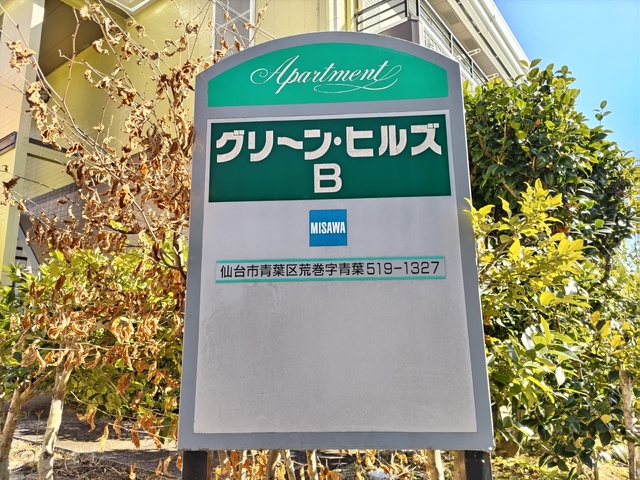 Apartment
グリーン・ヒルズ
B
MISAWA
仙台市青葉区荒巻字青葉519-1327